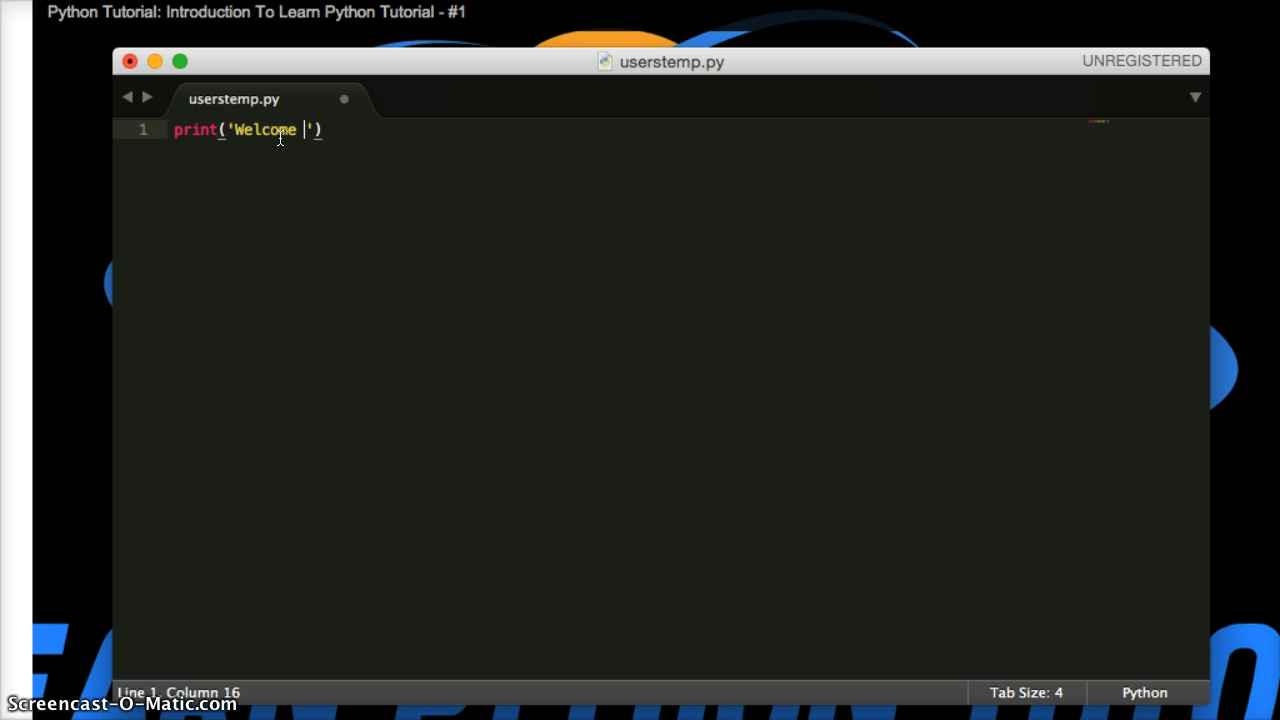 Python Tutorial: Introduction To Learn Python Tutorial - #1
userstemp.py
UNREGISTERED
userstemp.py
1 print('Welcome ')
Line 1, Column 16
Tab Size: 4
Python
Screencast-O-Matic.com